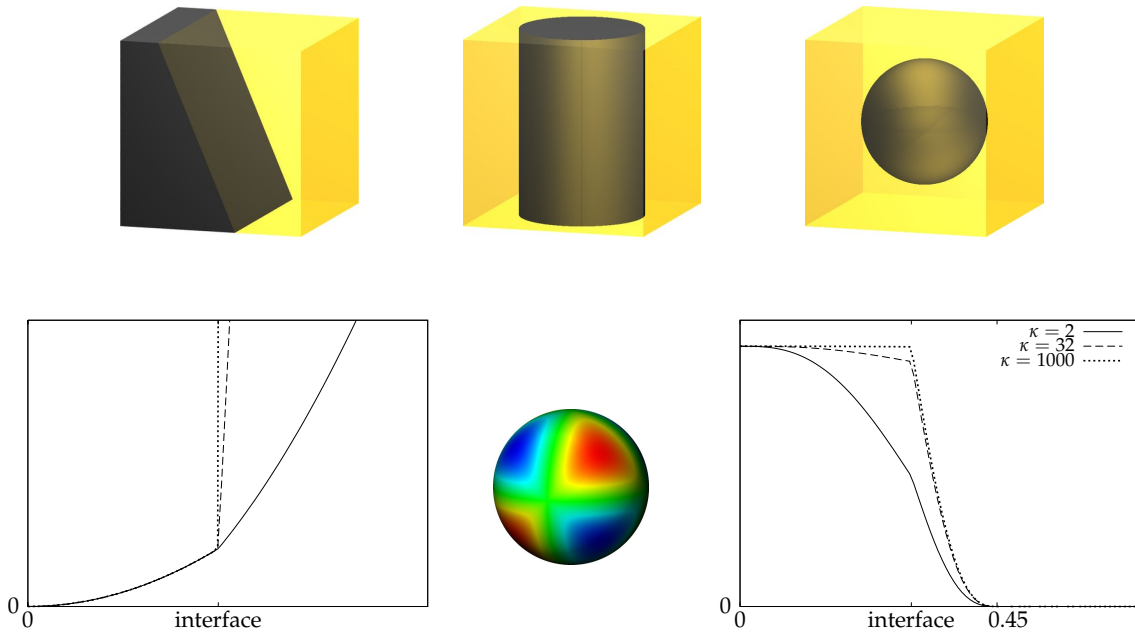 κ = 2
κ = 32
κ = 1000
0
0
interface
0
0
interface
0.45